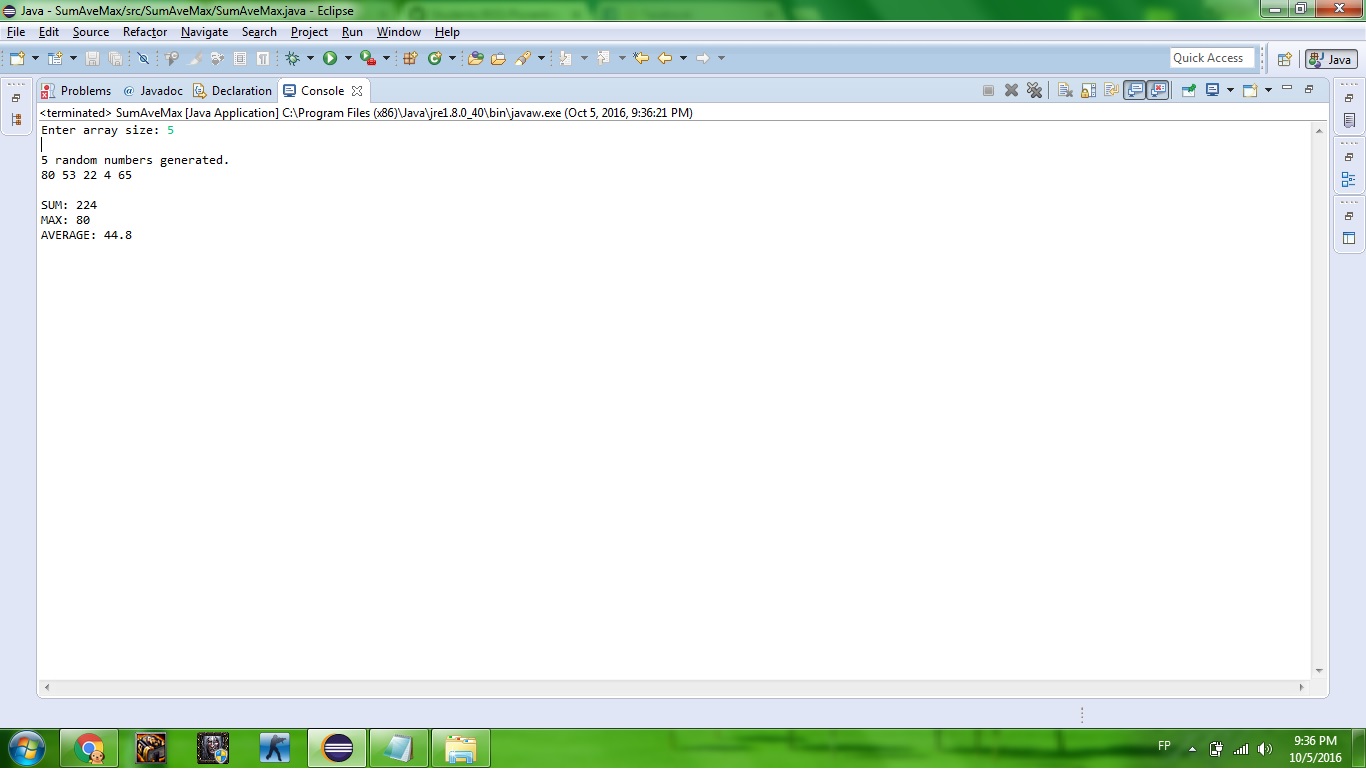 Java - SumAveMax/src/SumAveMax/SumAveMax.java - Eclipse
File Edit Source Refactor Navigate Search Project Run Window Help
Quick Access
Java
Problems @ Javadoc Declaration Console
<terminated> SumAveMax [Java Application] C:\Program Files (x86)\Java\jre1.8.0_40\bin\javaw.exe (Oct 5, 2016, 9:36:21 PM)
Enter array size: 5
5 random numbers generated.
80 53 22 4 65
SUM: 224
MAX: 80
AVERAGE: 44.8
FP
9:36 PM
10/5/2016